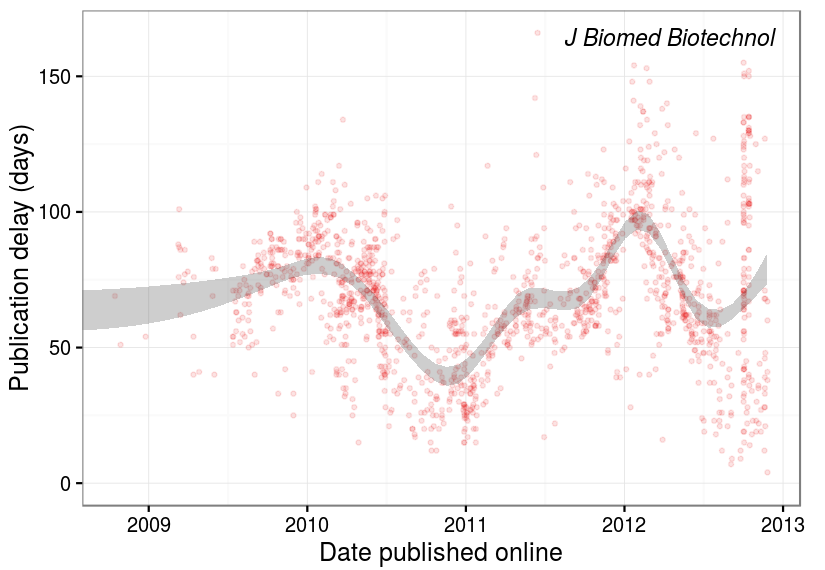 J Biomed Biotechnol
Publication delay (days)
150
100
50
0
2009 2010 2011 2012 2013
Date published online